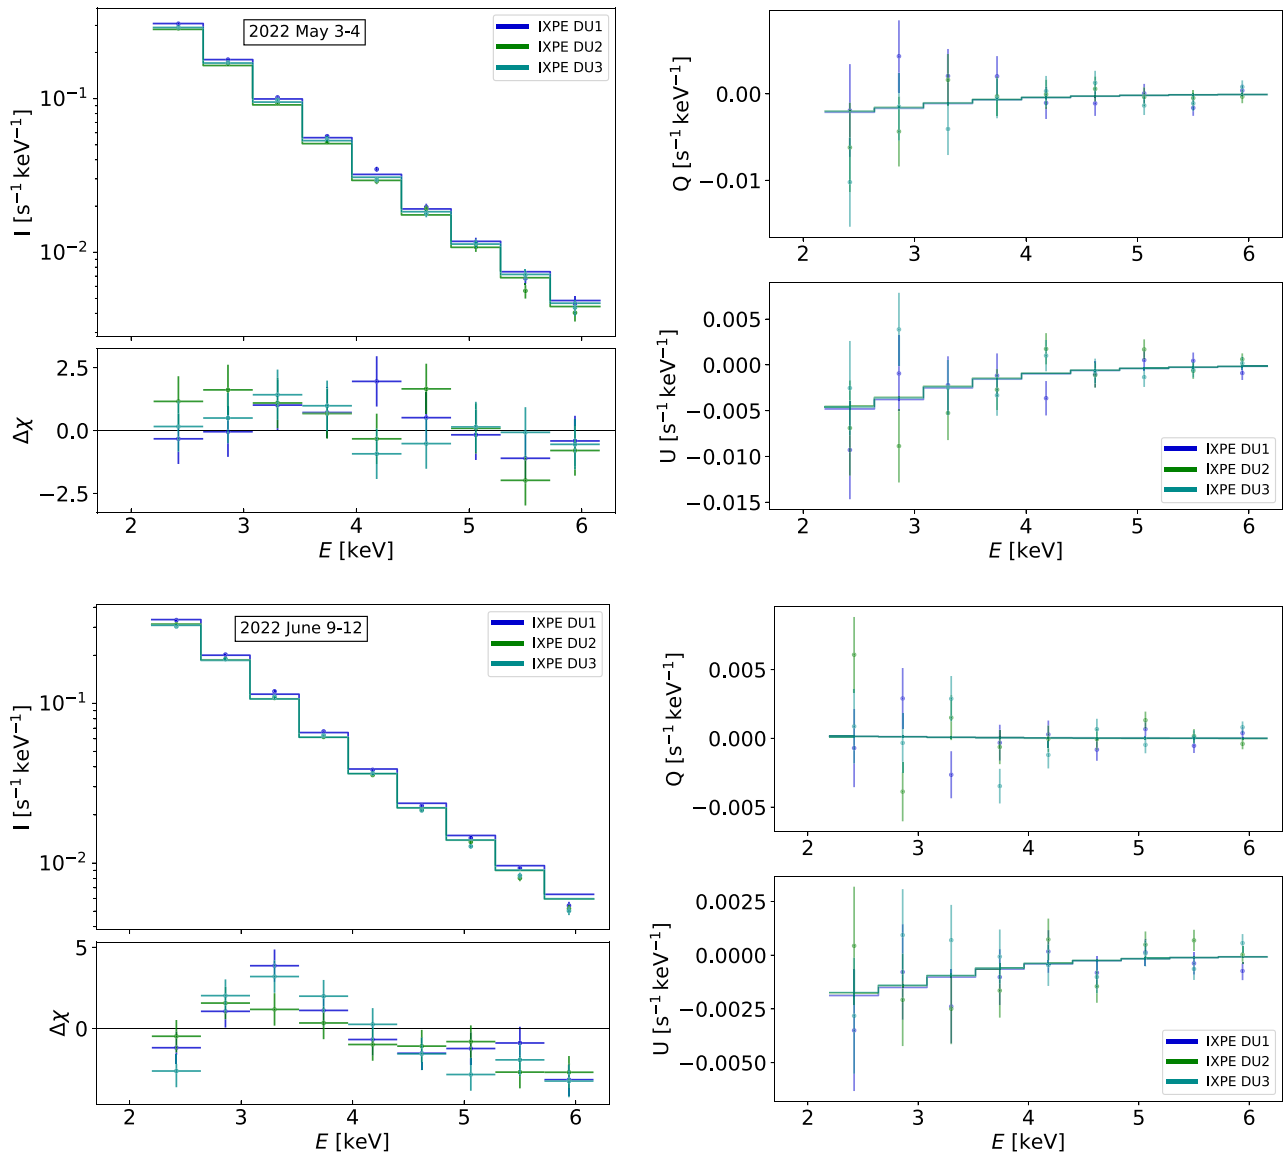 2022 May 3-4
IXPE DU1
IXPE DU2
IXPE DU3
10⁻¹
10⁻²
I [s⁻¹ keV⁻¹]
2.5
0.0
−2.5
Δχ
2 3 4 5 6
E [keV]
0.00
−0.01
Q [s⁻¹ keV⁻¹]
2 3 4 5 6
0.005
0.000
−0.005
−0.010
−0.015
U [s⁻¹ keV⁻¹]
IXPE DU1
IXPE DU2
IXPE DU3
2 3 4 5 6
E [keV]
2022 June 9-12
IXPE DU1
IXPE DU2
IXPE DU3
10⁻¹
10⁻²
I [s⁻¹ keV⁻¹]
5
0
Δχ
2 3 4 5 6
E [keV]
0.005
0.000
−0.005
Q [s⁻¹ keV⁻¹]
2 3 4 5 6
0.0000
−0.0025
−0.0050
U [s⁻¹ keV⁻¹]
IXPE DU1
IXPE DU2
IXPE DU3
2 3 4 5 6
E [keV]